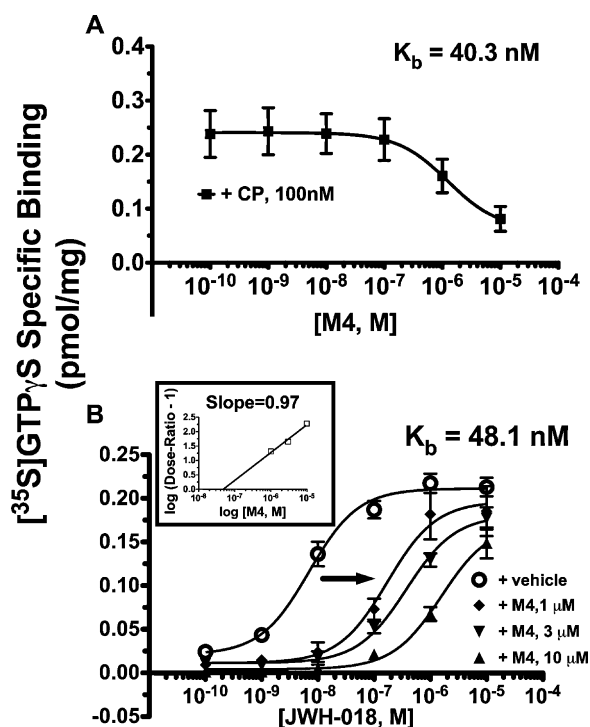 A
K_b = 40.3 nM
[³⁵S]GTPγS Specific Binding
(pmol/mg)
0.4
0.3
0.2
0.1
0.0
+ CP, 100nM
10⁻¹⁰ 10⁻⁹ 10⁻⁸ 10⁻⁷ 10⁻⁶ 10⁻⁵ 10⁻⁴
[M4, M]
B
Slope=0.97
log (Dose-Ratio - 1)
2.5
2.0
1.5
1.0
0.5
0.0
10⁻⁸ 10⁻⁷ 10⁻⁶ 10⁻⁵
log [M4, M]
K_b = 48.1 nM
0.25
0.20
0.15
0.10
0.05
0.00
-0.05
+ vehicle
+ M4,1 μM
+ M4, 3 μM
+ M4, 10 μM
10⁻¹⁰ 10⁻⁹ 10⁻⁸ 10⁻⁷ 10⁻⁶ 10⁻⁵ 10⁻⁴
[JWH-018, M]